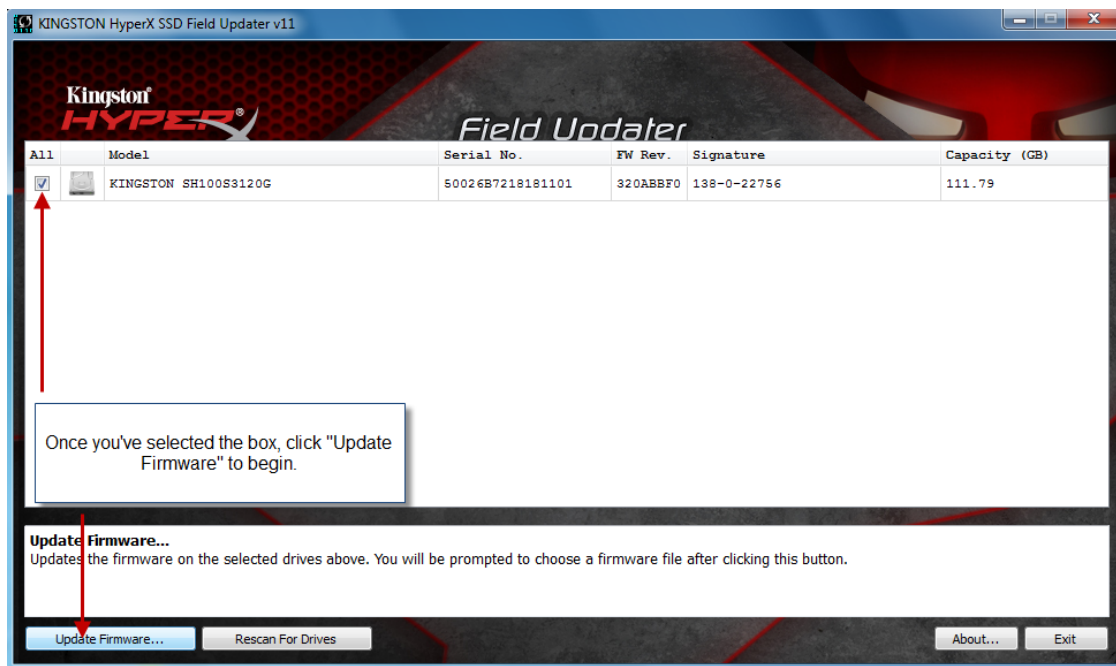 KINGSTON HyperX SSD Field Updater v11
Kingston®
HYPERX®
Field Updater
All Model Serial No. FW Rev. Signature Capacity (GB)
KINGSTON SH100S3120G 50026B7218181101 320ABBF0 138-0-22756 111.79
Once you've selected the box, click "Update
Firmware" to begin.
Update Firmware...
Updates the firmware on the selected drives above. You will be prompted to choose a firmware file after clicking this button.
Update Firmware... Rescan For Drives About... Exit